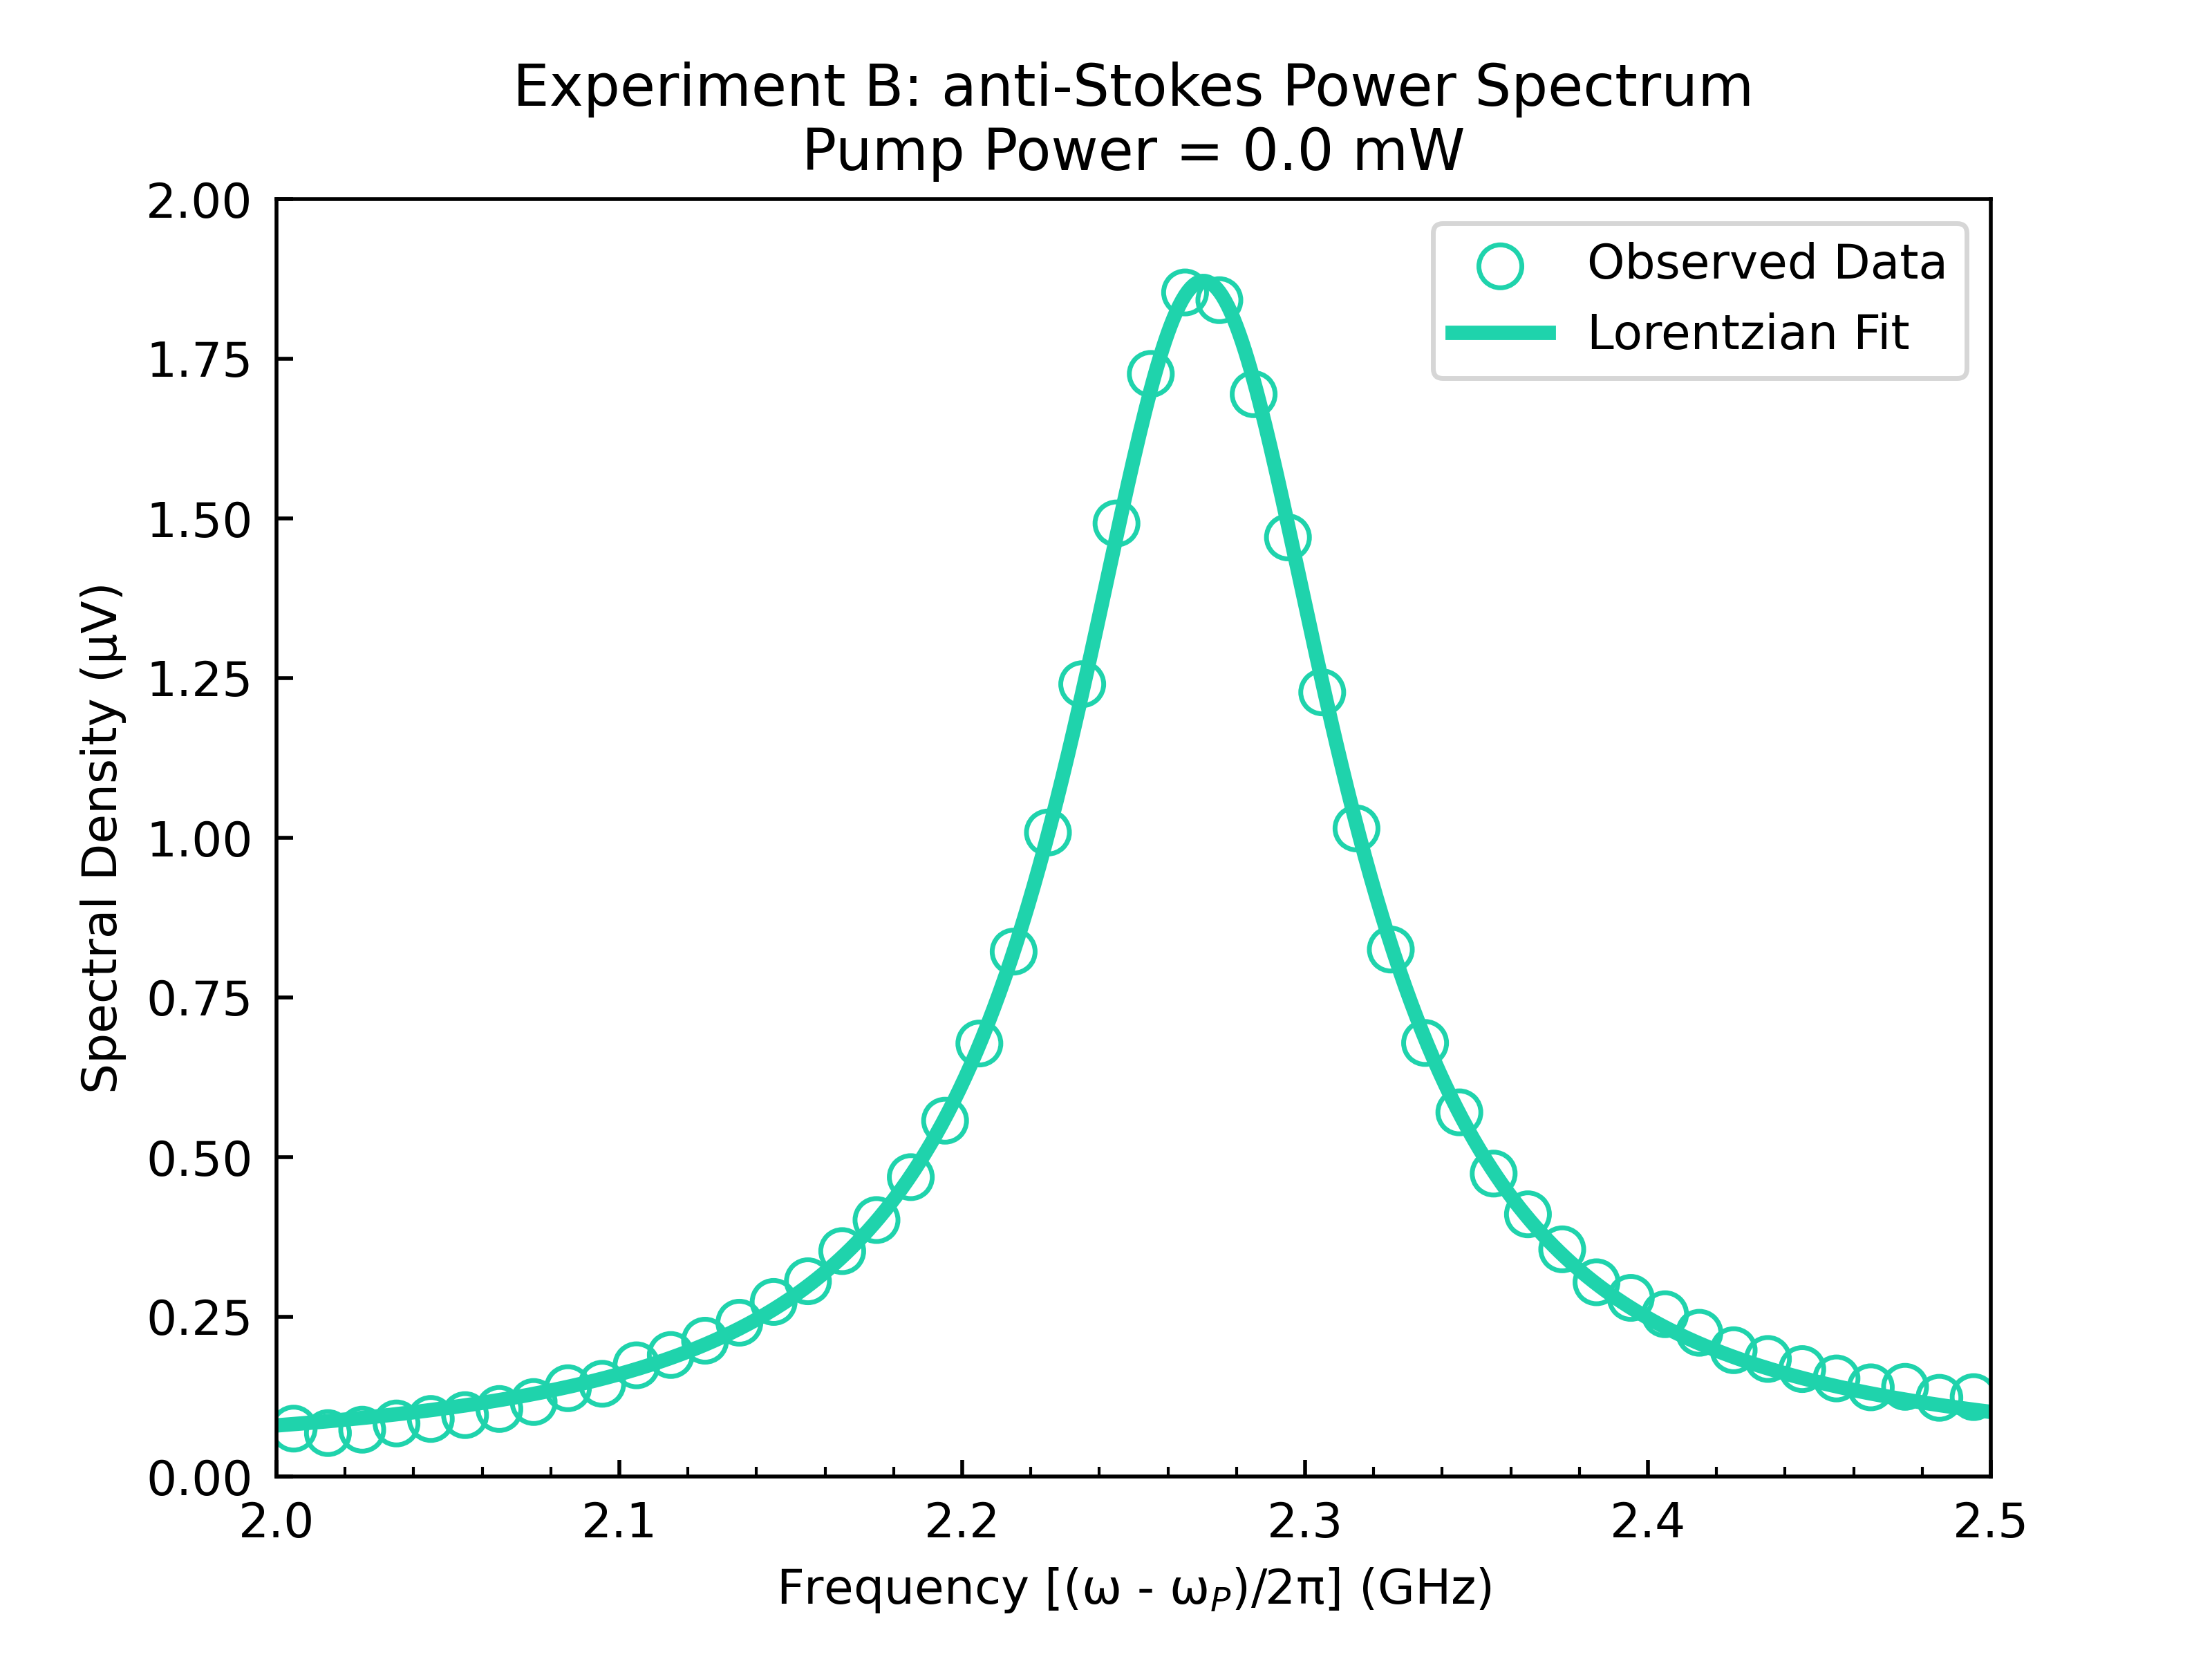 Experiment B: anti-Stokes Power Spectrum
Pump Power = 0.0 mW
Observed Data
Lorentzian Fit
Spectral Density (μV)
2.00
1.75
1.50
1.25
1.00
0.75
0.50
0.25
0.00
2.0 2.1 2.2 2.3 2.4 2.5
Frequency [(ω - ω_P)/2π] (GHz)